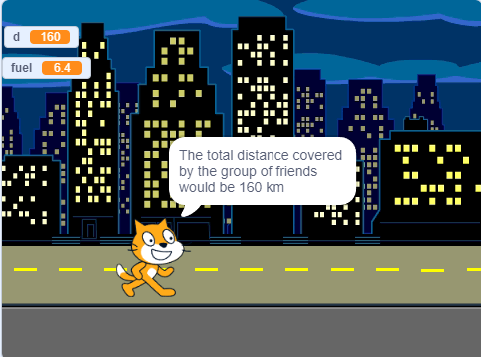 d 160
fuel 6.4
The total distance covered
by the group of friends
would be 160 km